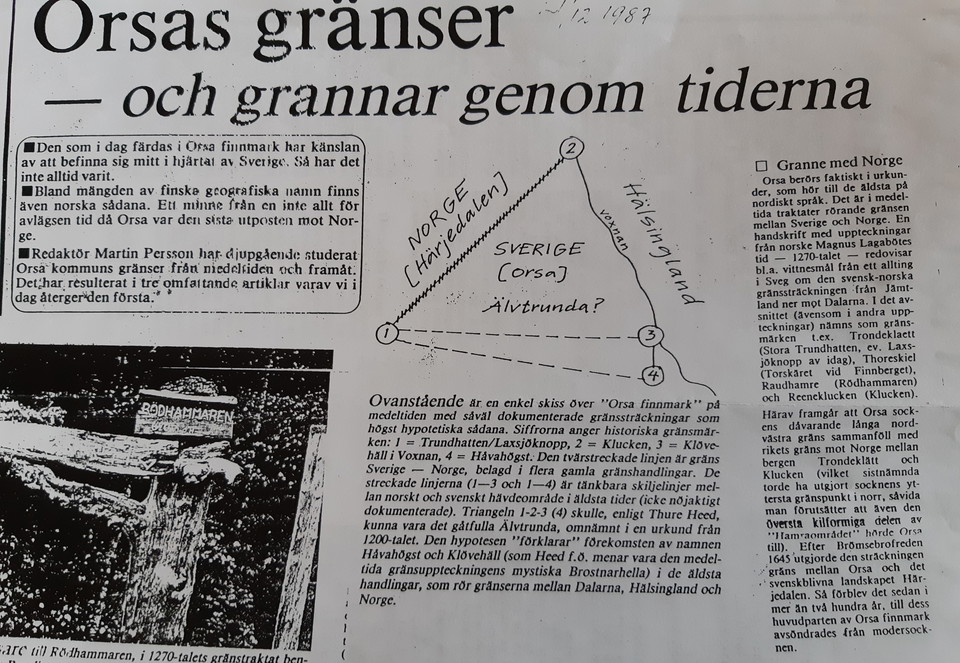 12 1987
Orsas gränser
— och grannar genom tiderna
■Den som i dag färdas i Orsa finnmark har känslan
av att befinna sig mitt i hjärtat av Sverige. Så har det
inte alltid varit.
■Bland mängden av finska geografiska namn finns
även norska sådana. Ett minne från en inte allt för
avlägsen tid då Orsa var den sista utposten mot Nor-
ge.
■Redaktör Martin Persson har djupgående studerat
Orsa kommuns gränser från medeltiden och framåt.
Det har resulterat i tre omfattande artiklar varav vi i
dag återger den första.
RÖDHAMMAREN
till Rödhammaren, i 1270-talets gränstraktat ben-
2
NORGE
[Härjedalen]
voxnan
Hälsingland
SVERIGE
[Orsa]
Älvtrunda?
1
3
4
Ovanstående är en enkel skiss över "Orsa finnmark" på
medeltiden med såväl dokumenterade gränssträckningar som
högst hypotetiska sådana. Siffrorna anger historiska gränsmär-
ken: 1 = Trundhatten/Laxsjöknopp, 2 = Klucken, 3 = Klöve-
häll i Voxnan, 4 = Håvahögst. Den tvärstreckade linjen är gräns
Sverige — Norge, belagd i flera gamla gränshandlingar. De
streckade linjerna (1—3 och 1—4) är tänkbara skiljelinjer mel-
lan norskt och svenskt hävdeområde i äldsta tider (icke nöjaktigt
dokumenterade). Triangeln 1-2-3 (4) skulle, enligt Thure Heed,
kunna vara det gåtfulla Älvtrunda, omnämnt i en urkund från
1200-talet. Den hypotesen "förklarar" förekomsten av namnen
Håvahögst och Klövehäll (som Heed f.ö. menar vara den medel-
tida gränsuppteckningens mystiska Brostnarhella) i de äldsta
handlingar, som rör gränserna mellan Dalarna, Hälsingland och
Norge.
□ Granne med Norge
Orsa berörs faktiskt i urkun-
der, som hör till de äldsta på
nordiskt språk. Det är i medel-
tida traktater rörande gränsen
mellan Sverige och Norge. En
handskrift med uppteckningar
från norske Magnus Lagabötes
tid — 1270-talet — redovisar
bl.a. vittnesmål från ett allting
i Sveg om den svensk-norska
gränssträckningen från Jämt-
land ner mot Dalarna. I det av-
snittet (ävensom i andra upp-
teckningar) nämns som gräns-
märken t.ex. Trondeklaett
(Stora Trundhatten, ev. Laxs-
jöknopp av idag), Thoreskiel
(Torskäret vid Finnberget),
Raudhamre (Rödhammaren)
och Reeneklucken (Klucken).
Härav framgår att Orsa sock-
ens dåvarande långa nord-
västra gräns sammanföll med
rikets gräns mot Norge mellan
bergen Trondeklätt och
Klucken (vilket sistnämnda
torde ha utgjort socknens yt-
tersta gränspunkt i norr, såvida
man förutsätter att även den
översta kilformiga delen av
"Hamraområdet" hörde Orsa
till). Efter Brömsebrofreden
1645 utgjorde den sträckningen
gräns mellan Orsa och det
svenskblivna landskapet Här-
jedalen. Så förblev det sedan i
mer än två hundra år, till dess
huvudparten av Orsa finnmark
avsöndrades från modersock-
nen.